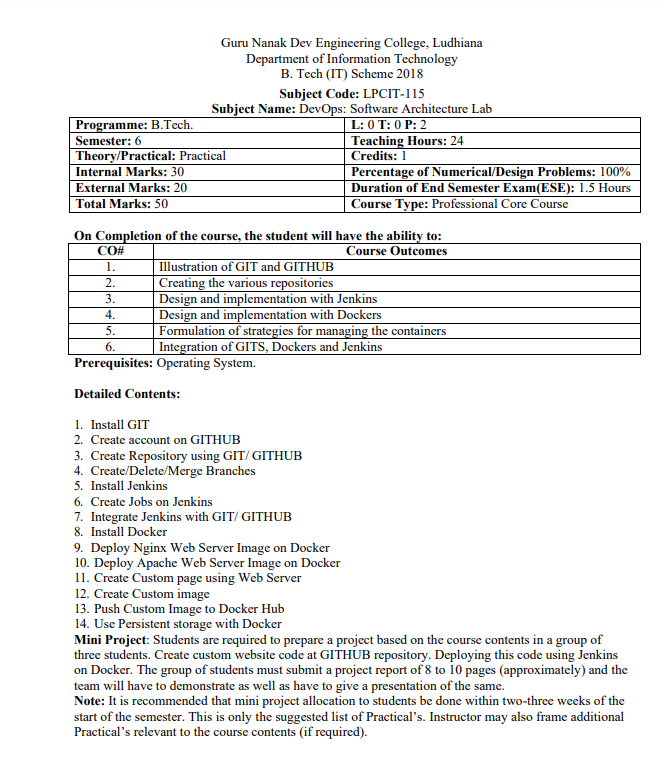 Guru Nanak Dev Engineering College, Ludhiana
Department of Information Technology
B. Tech (IT) Scheme 2018
Subject Code: LPCIT-115
Subject Name: DevOps: Software Architecture Lab
Programme: B.Tech. L: 0 T: 0 P: 2
Semester: 6 Teaching Hours: 24
Theory/Practical: Practical Credits: 1
Internal Marks: 30 Percentage of Numerical/Design Problems: 100%
External Marks: 20 Duration of End Semester Exam(ESE): 1.5 Hours
Total Marks: 50 Course Type: Professional Core Course
On Completion of the course, the student will have the ability to:
CO# Course Outcomes
1. Illustration of GIT and GITHUB
2. Creating the various repositories
3. Design and implementation with Jenkins
4. Design and implementation with Dockers
5. Formulation of strategies for managing the containers
6. Integration of GITS, Dockers and Jenkins
Prerequisites: Operating System.
Detailed Contents:
1. Install GIT
2. Create account on GITHUB
3. Create Repository using GIT/ GITHUB
4. Create/Delete/Merge Branches
5. Install Jenkins
6. Create Jobs on Jenkins
7. Integrate Jenkins with GIT/ GITHUB
8. Install Docker
9. Deploy Nginx Web Server Image on Docker
10. Deploy Apache Web Server Image on Docker
11. Create Custom page using Web Server
12. Create Custom image
13. Push Custom Image to Docker Hub
14. Use Persistent storage with Docker
Mini Project: Students are required to prepare a project based on the course contents in a group of
three students. Create custom website code at GITHUB repository. Deploying this code using Jenkins
on Docker. The group of students must submit a project report of 8 to 10 pages (approximately) and the
team will have to demonstrate as well as have to give a presentation of the same.
Note: It is recommended that mini project allocation to students be done within two-three weeks of the
start of the semester. This is only the suggested list of Practical's. Instructor may also frame additional
Practical's relevant to the course contents (if required).